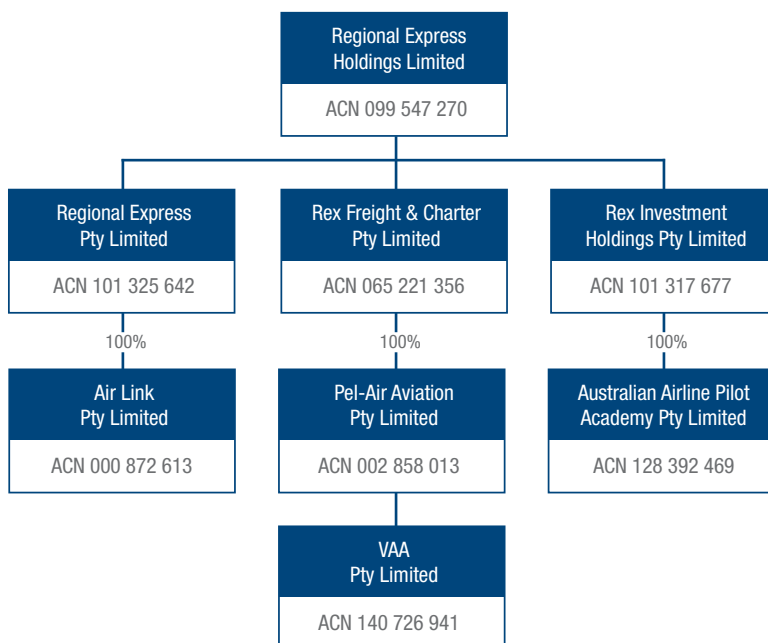 Regional Express
Holdings Limited
ACN 099 547 270
Regional Express
Pty Limited
ACN 101 325 642
Rex Freight & Charter
Pty Limited
ACN 065 221 356
Rex Investment
Holdings Pty Limited
ACN 101 317 677
100%
100%
100%
Air Link
Pty Limited
ACN 000 872 613
Pel-Air Aviation
Pty Limited
ACN 002 858 013
Australian Airline Pilot
Academy Pty Limited
ACN 128 392 469
VAA
Pty Limited
ACN 140 726 941